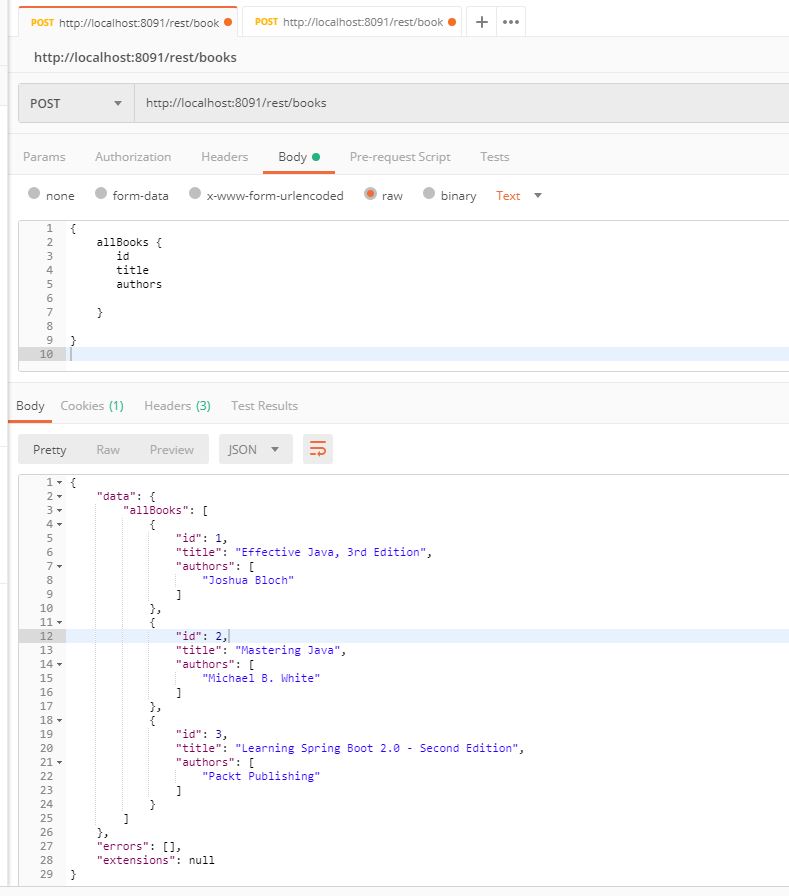 POST http://localhost:8091/rest/book POST http://localhost:8091/rest/book + •••
http://localhost:8091/rest/books
POST http://localhost:8091/rest/books
Params Authorization Headers Body Pre-request Script Tests
none form-data x-www-form-urlencoded raw binary Text
1 {
2 allBooks {
3 id
4 title
5 authors
6
7 }
8
9 }
10
Body Cookies (1) Headers (3) Test Results
Pretty Raw Preview JSON
1 {
2 "data": {
3 "allBooks": [
4 {
5 "id": 1,
6 "title": "Effective Java, 3rd Edition",
7 "authors": [
8 "Joshua Bloch"
9 ]
10 },
11 {
12 "id": 2,
13 "title": "Mastering Java",
14 "authors": [
15 "Michael B. White"
16 ]
17 },
18 {
19 "id": 3,
20 "title": "Learning Spring Boot 2.0 - Second Edition",
21 "authors": [
22 "Packt Publishing"
23 ]
24 }
25 ]
26 },
27 "errors": [],
28 "extensions": null
29 }